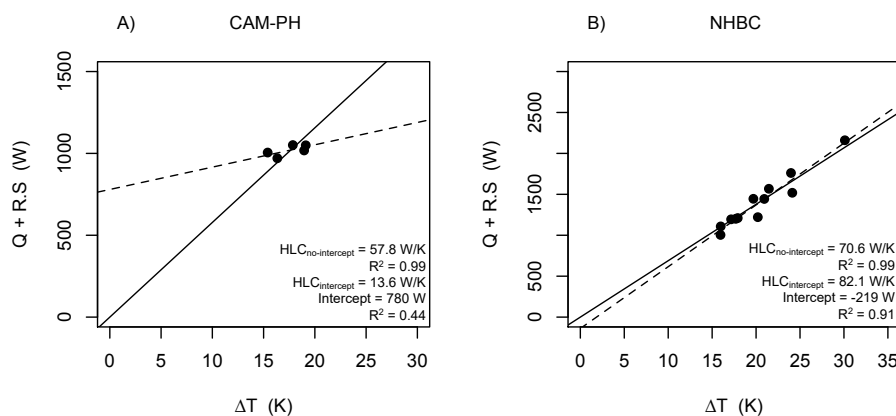 A) CAM-PH
Q + R.S (W)
1500
1000
500
0
HLCno-intercept = 57.8 W/K
R2 = 0.99
HLCintercept = 13.6 W/K
Intercept = 780 W
R2 = 0.44
0 5 10 15 20 25 30
ΔT (K)
B) NHBC
Q + R.S (W)
2500
1500
500
0
HLCno-intercept = 70.6 W/K
R2 = 0.99
HLCintercept = 82.1 W/K
Intercept = -219 W
R2 = 0.91
0 5 10 15 20 25 30 35
ΔT (K)